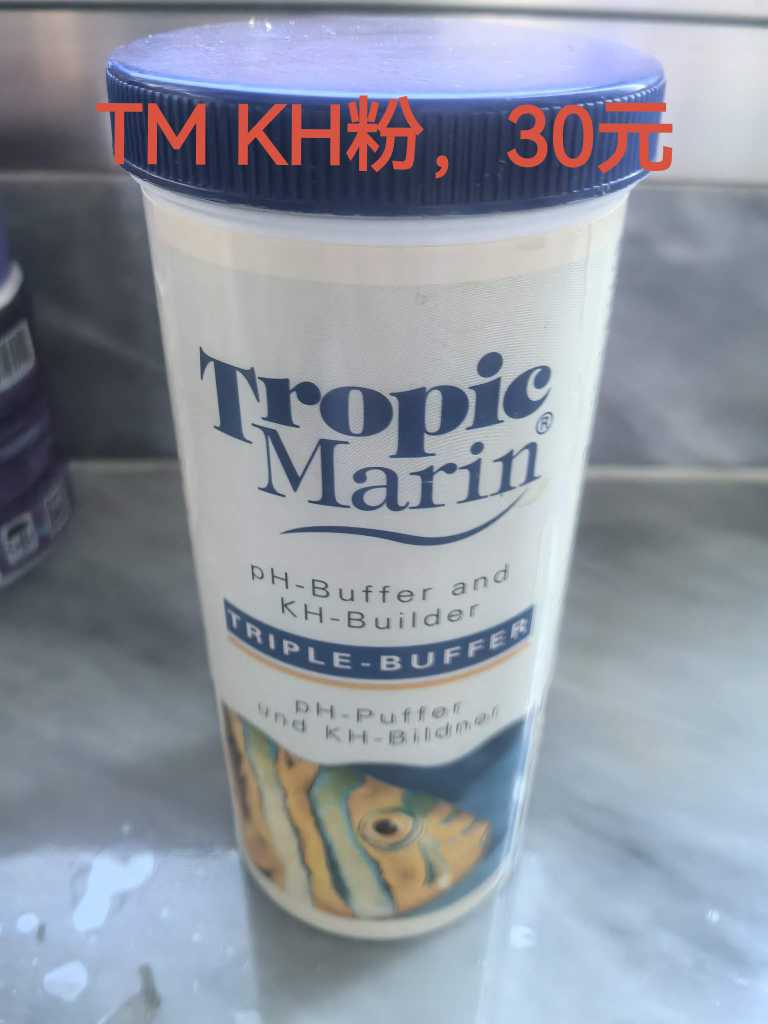 TM KH粉，30元
Tropic
Marin®
pH-Buffer and
KH-Builder
TRIPLE-BUFFER
pH-Puffer
und KH-Bildner